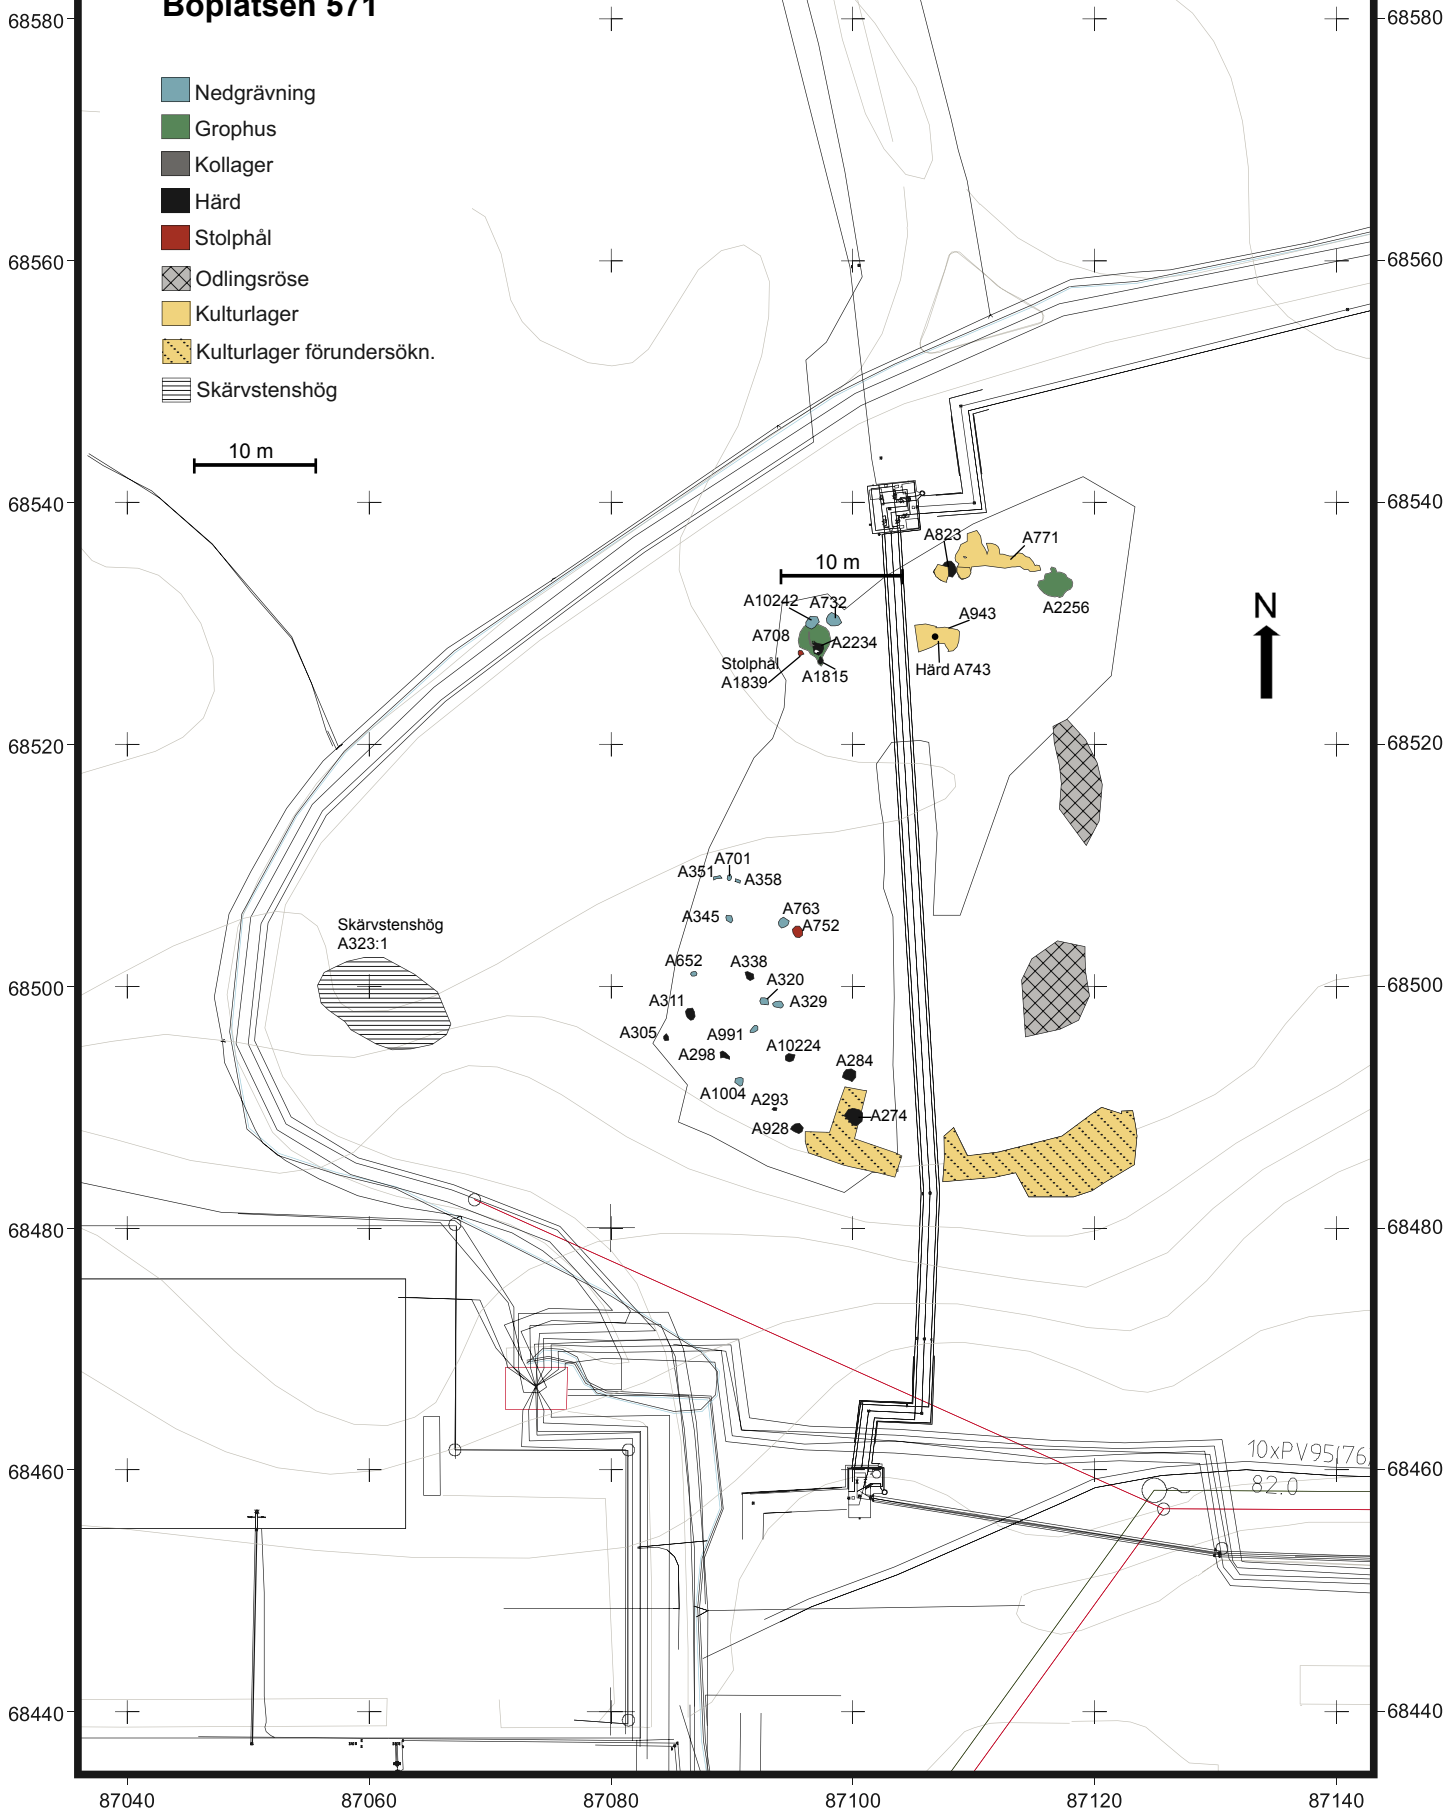 Boplatsen 571
Nedgrävning
Grophus
Kollager
Härd
Stolphål
Odlingsröse
Kulturlager
Kulturlager förundersökn.
Skärvstenshög
10 m
68580
68560
68540
68520
68500
68480
68460
68440
68580
68560
68540
68520
68500
68480
68460
68440
87040
87060
87080
87100
87120
87140
N
A823
A771
10 m
A10242
A732
A2256
A943
A708
A2234
Stolphål
A1839
A1815
Härd A743
A701
A351
A358
A345
A763
A752
Skärvstenshög
A323:1
A652
A338
A320
A311
A329
A305
A991
A298
A10224
A284
A1004
A293
A274
A928
10xPV95(76,
82.0